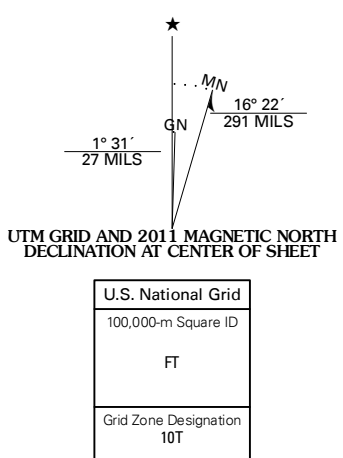 ★
MN
16° 22´
291 MILS
GN
1° 31´
27 MILS
UTM GRID AND 2011 MAGNETIC NORTH
DECLINATION AT CENTER OF SHEET
U.S. National Grid
100,000-m Square ID
FT
Grid Zone Designation
10T